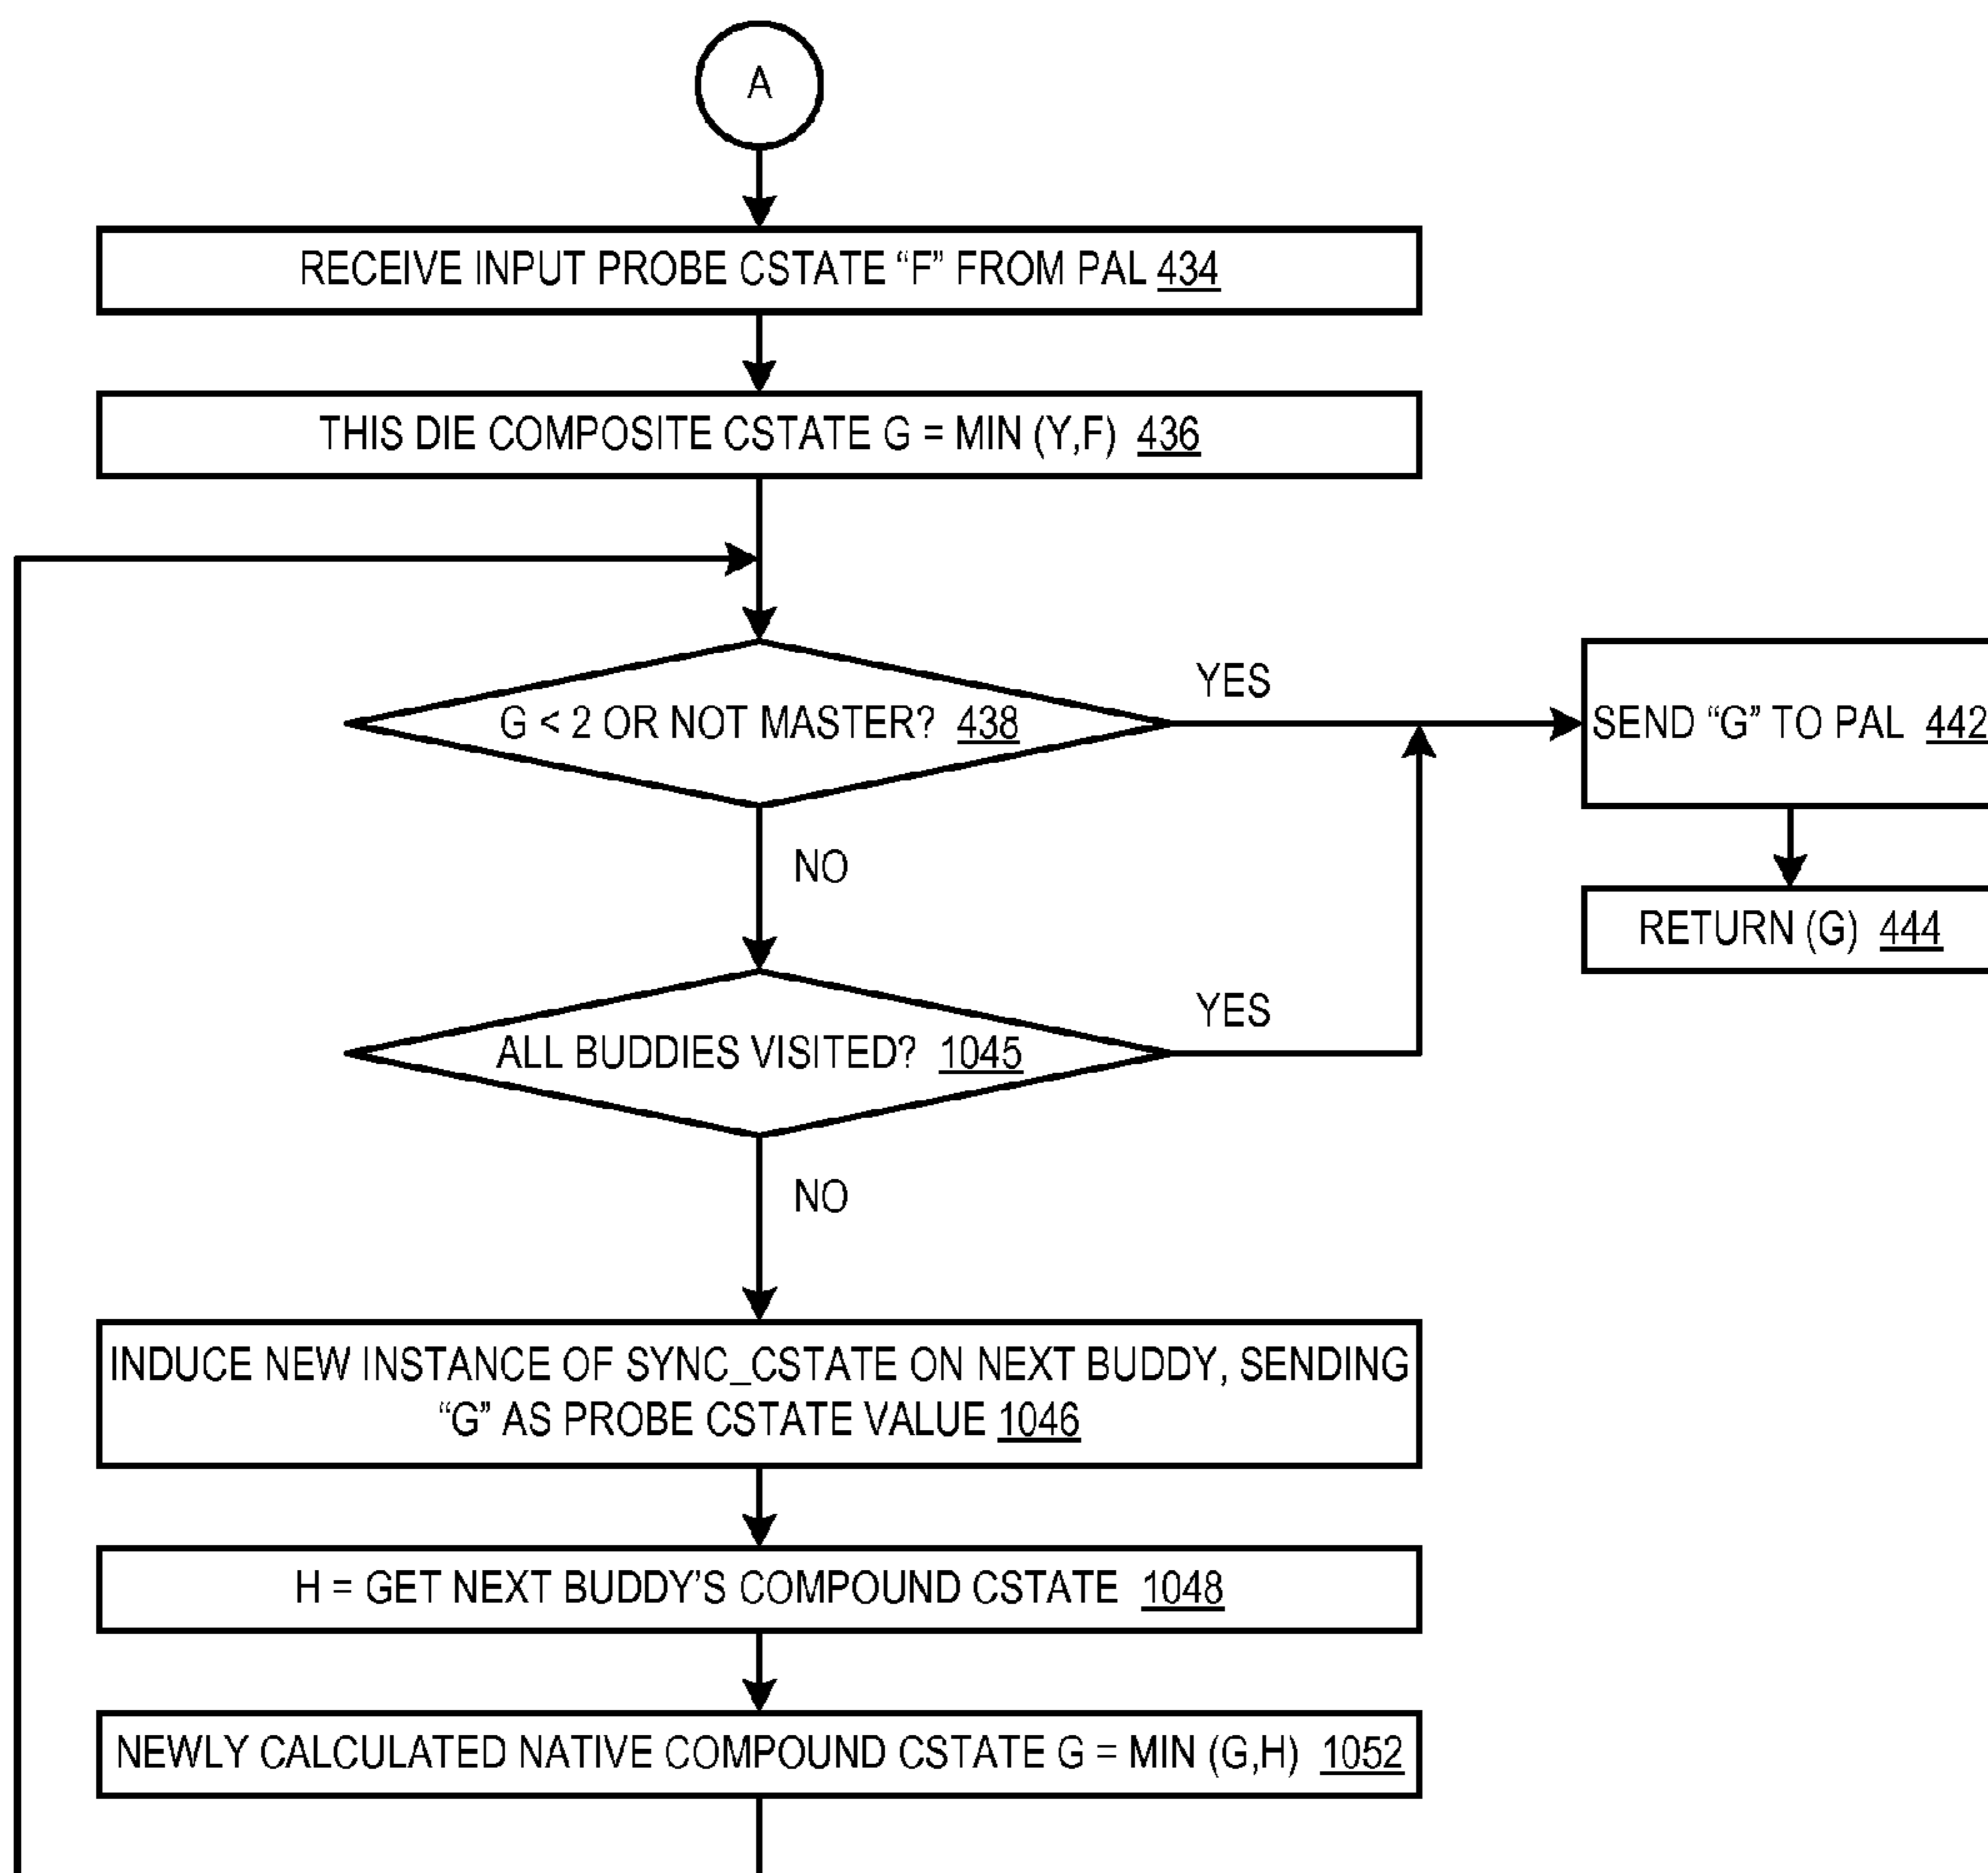 A
RECEIVE INPUT PROBE CSTATE “F” FROM PAL 434
THIS DIE COMPOSITE CSTATE G = MIN (Y,F) 436
G < 2 OR NOT MASTER? 438
YES
SEND “G” TO PAL 442
NO
RETURN (G) 444
ALL BUDDIES VISITED? 1045
YES
NO
INDUCE NEW INSTANCE OF SYNC_CSTATE ON NEXT BUDDY, SENDING
“G” AS PROBE CSTATE VALUE 1046
H = GET NEXT BUDDY’S COMPOUND CSTATE 1048
NEWLY CALCULATED NATIVE COMPOUND CSTATE G = MIN (G,H) 1052